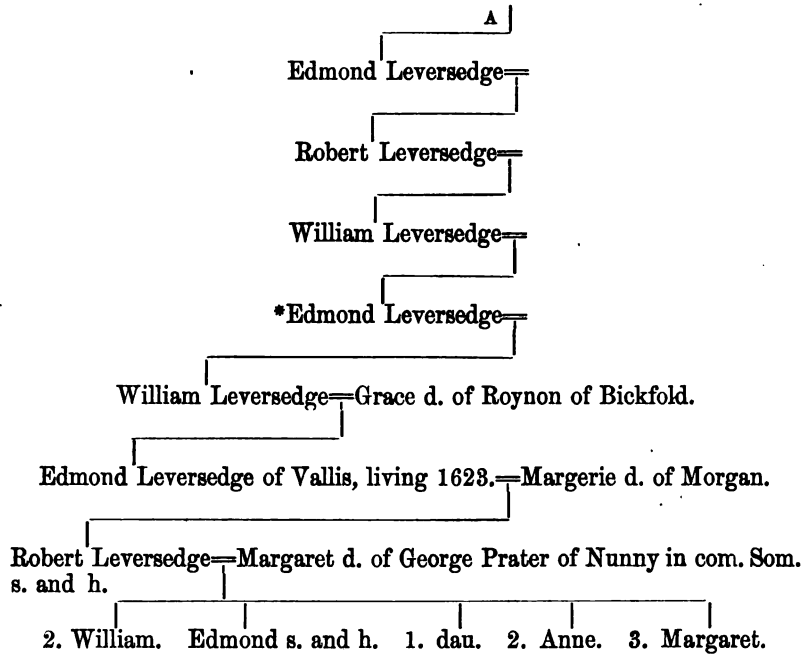 A
Edmond Leversedge=
Robert Leversedge=
William Leversedge=
*Edmond Leversedge=
William Leversedge=Grace d. of Roynon of Bickfold.
Edmond Leversedge of Vallis, living 1623.=Margerie d. of Morgan.
Robert Leversedge=Margaret d. of George Prater of Nunny in com. Som.
s. and h.
2. William. Edmond s. and h. 1. dau. 2. Anne. 3. Margaret.